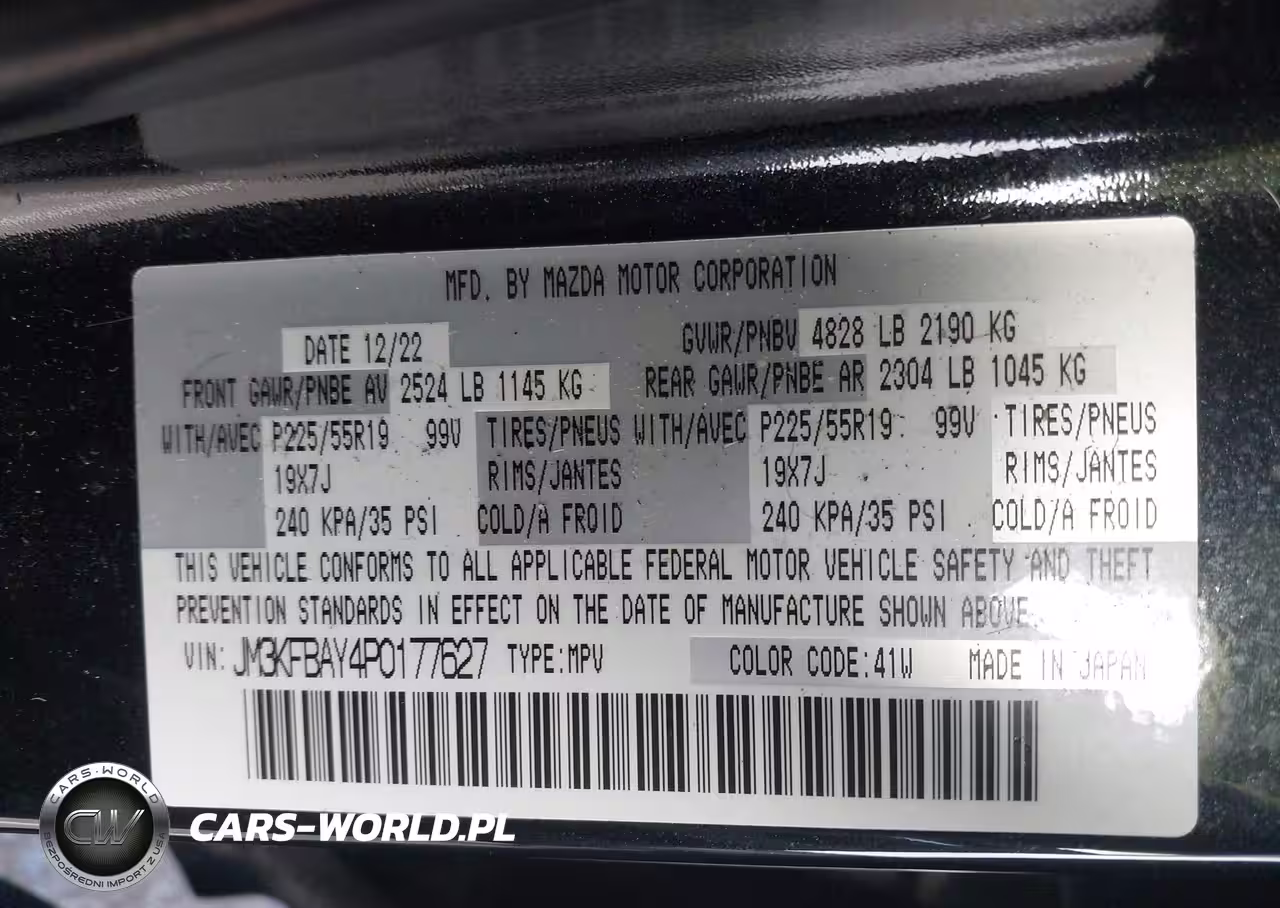 MFD. BY MAZDA MOTOR CORPORATION
DATE 12/22 GVWR/PNBV 4828 LB 2190 KG
FRONT GAWR/PNBE AV 2524 LB 1145 KG REAR GAWR/PNBE AR 2304 LB 1045 KG
WITH/AVEC P225/55R19 99V TIRES/PNEUS WITH/AVEC P225/55R19 99V TIRES/PNEUS
19X7J RIMS/JANTES 19X7J RIMS/JANTES
240 KPA/35 PSI COLD/A FROID 240 KPA/35 PSI COLD/A FROID
THIS VEHICLE CONFORMS TO ALL APPLICABLE FEDERAL MOTOR VEHICLE SAFETY AND THEFT
PREVENTION STANDARDS IN EFFECT ON THE DATE OF MANUFACTURE SHOWN ABOVE.
VIN: JM3KFBAY4P0177627 TYPE:MPV COLOR CODE:41W MADE IN JAPAN
CARS-WORLD
CW
BEZPOŚREDNI IMPORT Z USA
CARS-WORLD.PL